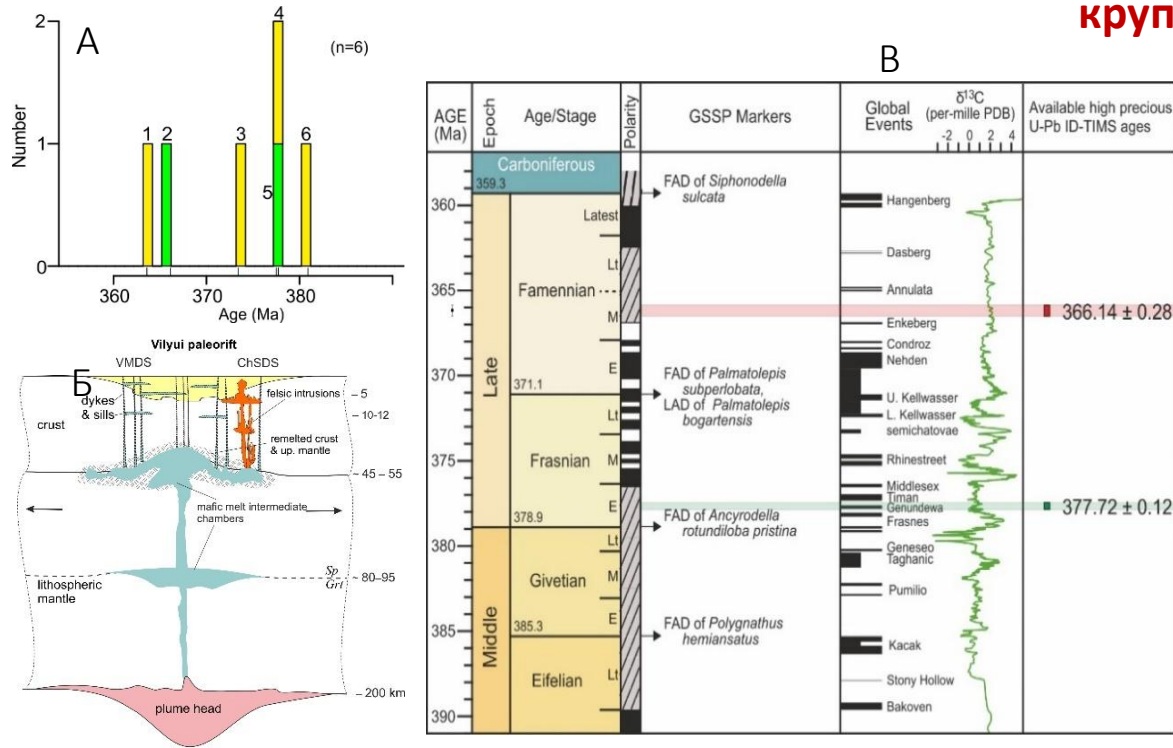 круп
А
2
1
0
Number
(n=6)
1
2
3
4
5
6
360
370
380
Age (Ma)
Б
Vilyui paleorift
VMDS
ChSDS
dykes
& sills
felsic intrusions
crust
remelted crust
& up. mantle
5
10–12
45 – 55
mafic melt intermediate
chambers
Sp
Grt
80–95
lithospheric
mantle
200 km
plume head
В
AGE
(Ma)
Epoch
Age/Stage
Polarity
GSSP Markers
Global
Events
δ13C
(per-mille PDB)
-2 0 2 4
Available high precious
U-Pb ID-TIMS ages
360
365
370
375
380
385
390
Carboniferous
359.3
Late
Middle
Latest
Lt
Famennian
M
E
371.1
Lt
Frasnian
M
E
378.9
Lt
Givetian
M
E
385.3
Eifelian
Lt
FAD of Siphonodella
sulcata
FAD of Palmatolepis
subperlobata,
LAD of Palmatolepis
bogartensis
FAD of Ancyrodella
rotundiloba pristina
FAD of Polygnathus
hemiansatus
Hangenberg
Dasberg
Annulata
Enkeberg
Condroz
Nehden
U. Kellwasser
L. Kellwasser
semichatovae
Rhinestreet
Middlesex
Timan
Genundewa
Frasnes
Geneseo
Taghanic
Pumilio
Kacak
Stony Hollow
Bakoven
366.14 ± 0.28
377.72 ± 0.12